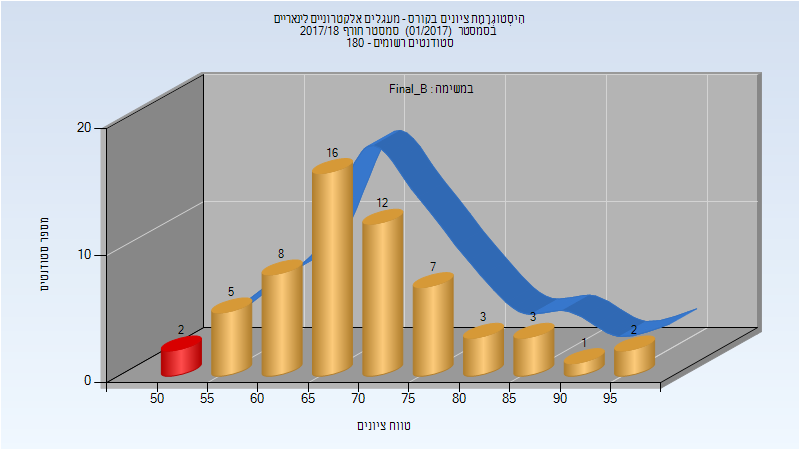 הִיסטוגְרָמַת ציונים בקורס - מעגלים אלקטרוניים לינאריים
בסמסטר (01/2017) סמסטר חורף 2017/18
סטודנטים רשומים - 180
במשימה : Final_B
מספר סטודנטים
20
10
0
2
5
8
16
12
7
3
3
1
2
50 55 60 65 70 75 80 85 90 95
טווח ציונים